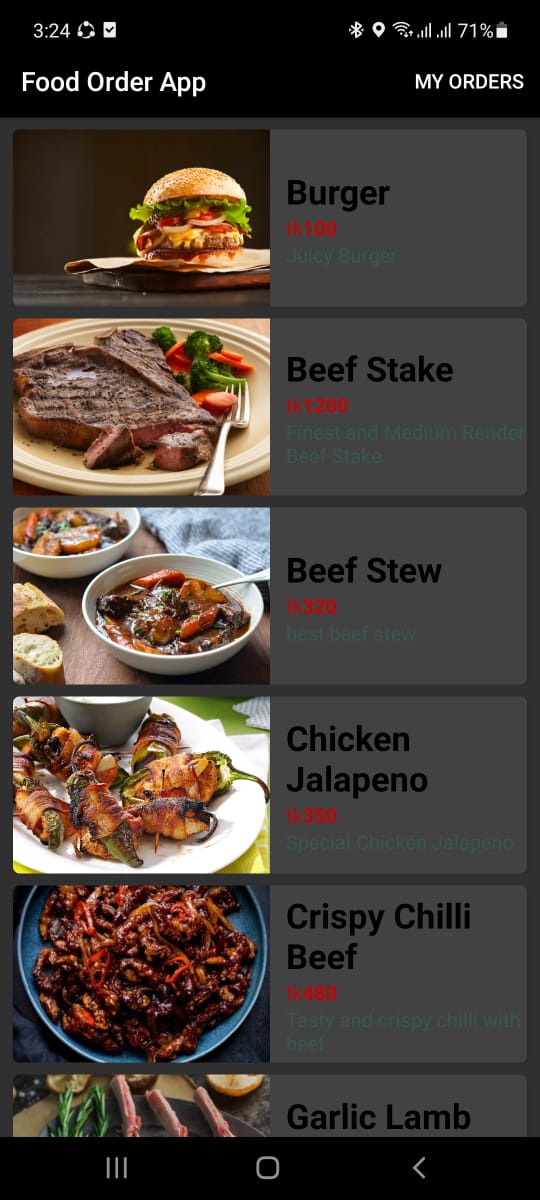 3:24
71%
Food Order App
MY ORDERS
Burger
tk100
Juicy Burger
Beef Stake
tk1200
Finest and Medium Render
Beef Stake
Beef Stew
tk320
best beef stew
Chicken
Jalapeno
tk350
Special Chicken Jalapeno
Crispy Chilli
Beef
tk480
Tasty and crispy chilli with
beef
Garlic Lamb